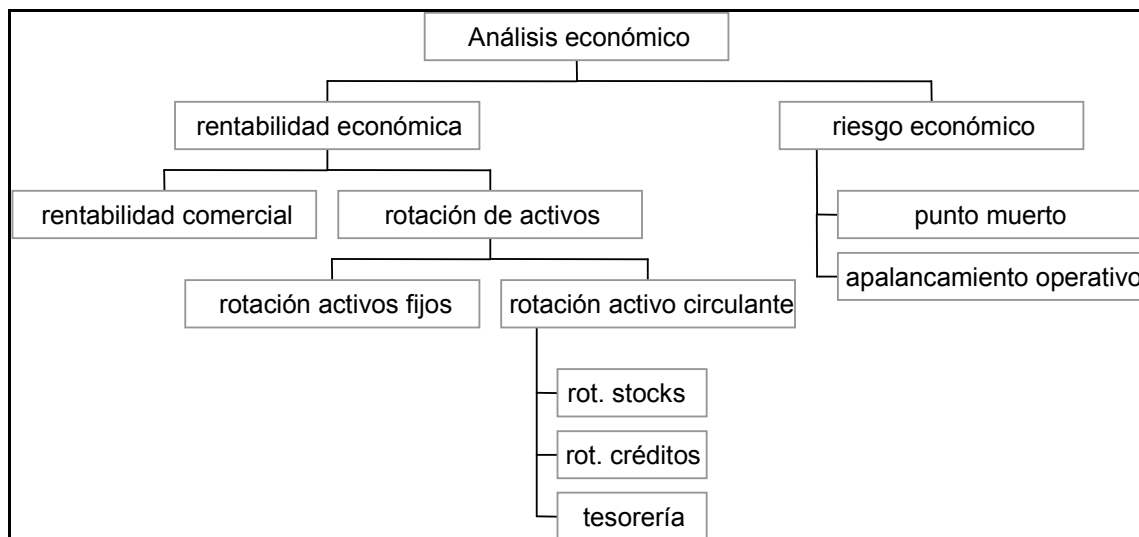 Análisis económico
rentabilidad económica
riesgo económico
rentabilidad comercial
rotación de activos
punto muerto
apalancamiento operativo
rotación activos fijos
rotación activo circulante
rot. stocks
rot. créditos
tesorería